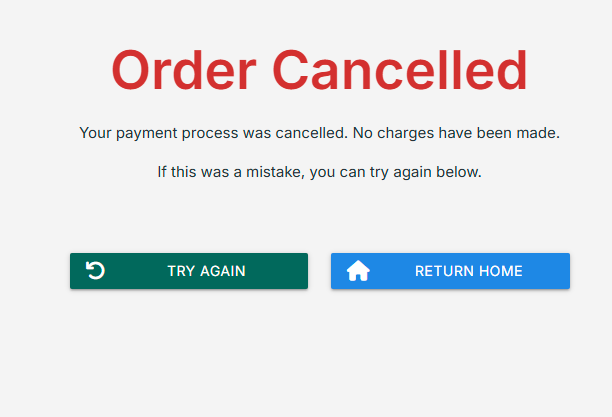 Order Cancelled
Your payment process was cancelled. No charges have been made.
If this was a mistake, you can try again below.
TRY AGAIN
RETURN HOME